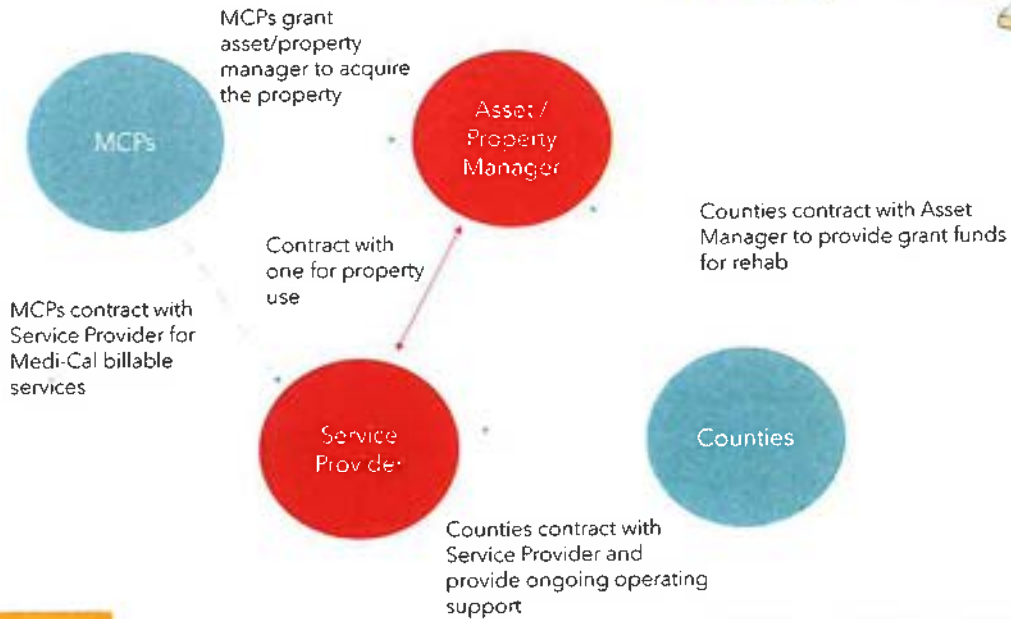 MCPs grant
asset/property
manager to acquire
the property
MCPs
Asset /
Property
Manager
Counties contract with Asset
Manager to provide grant funds
for rehab
Contract with
one for property
use
MCPs contract with
Service Provider for
Medi-Cal billable
services
Service
Provider
Counties
Counties contract with
Service Provider and
provide ongoing operating
support